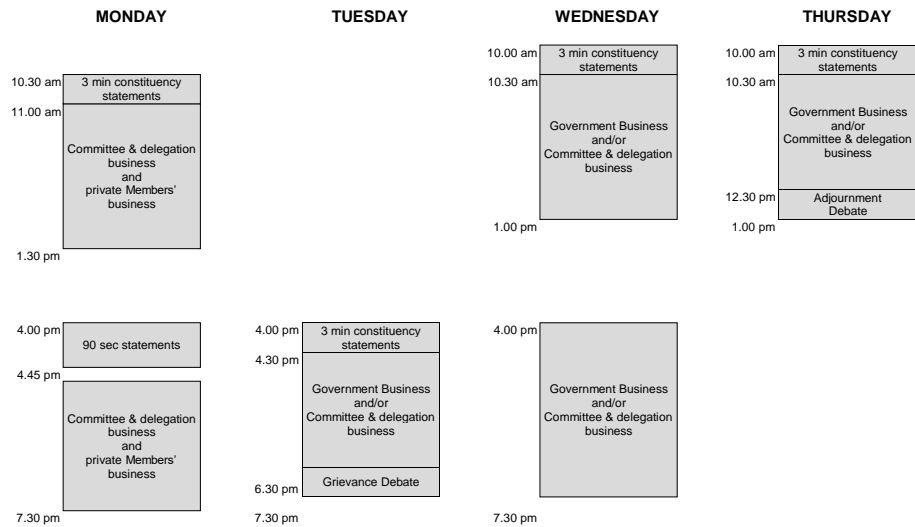 MONDAY
TUESDAY
WEDNESDAY
THURSDAY
10.30 am
3 min constituency
statements
11.00 am
Committee & delegation
business
and
private Members'
business
1.30 pm
10.00 am
3 min constituency
statements
10.30 am
Government Business
and/or
Committee & delegation
business
1.00 pm
10.00 am
3 min constituency
statements
10.30 am
Government Business
and/or
Committee & delegation
business
12.30 pm
Adjournment
Debate
1.00 pm
4.00 pm
90 sec statements
4.45 pm
Committee & delegation
business
and
private Members'
business
7.30 pm
4.00 pm
3 min constituency
statements
4.30 pm
Government Business
and/or
Committee & delegation
business
6.30 pm
Grievance Debate
7.30 pm
4.00 pm
Government Business
and/or
Committee & delegation
business
7.30 pm